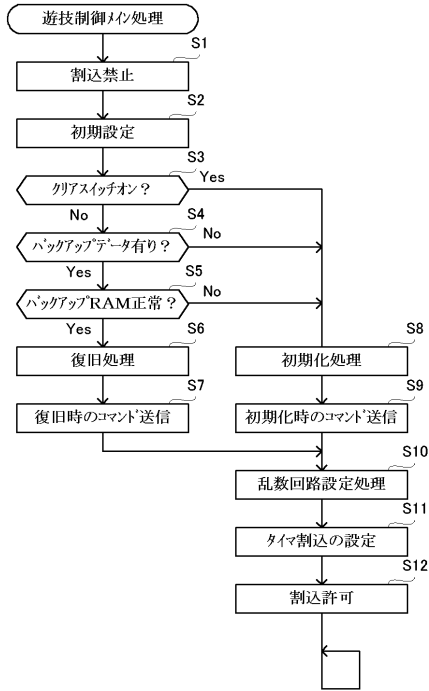 遊技制御ﾒｲﾝ処理
S1
割込禁止
S2
初期設定
S3
ｸﾘｱｽｲｯﾁｵﾝ?
Yes
No
S4
ﾊﾞｯｸｱｯﾌﾟﾃﾞｰﾀ有り?
No
Yes
S5
ﾊﾞｯｸｱｯﾌﾟRAM正常?
No
Yes
S6
復旧処理
S8
初期化処理
S7
復旧時のｺﾏﾝﾄﾞ送信
S9
初期化時のｺﾏﾝﾄﾞ送信
S10
乱数回路設定処理
S11
ﾀｲﾏ割込の設定
S12
割込許可